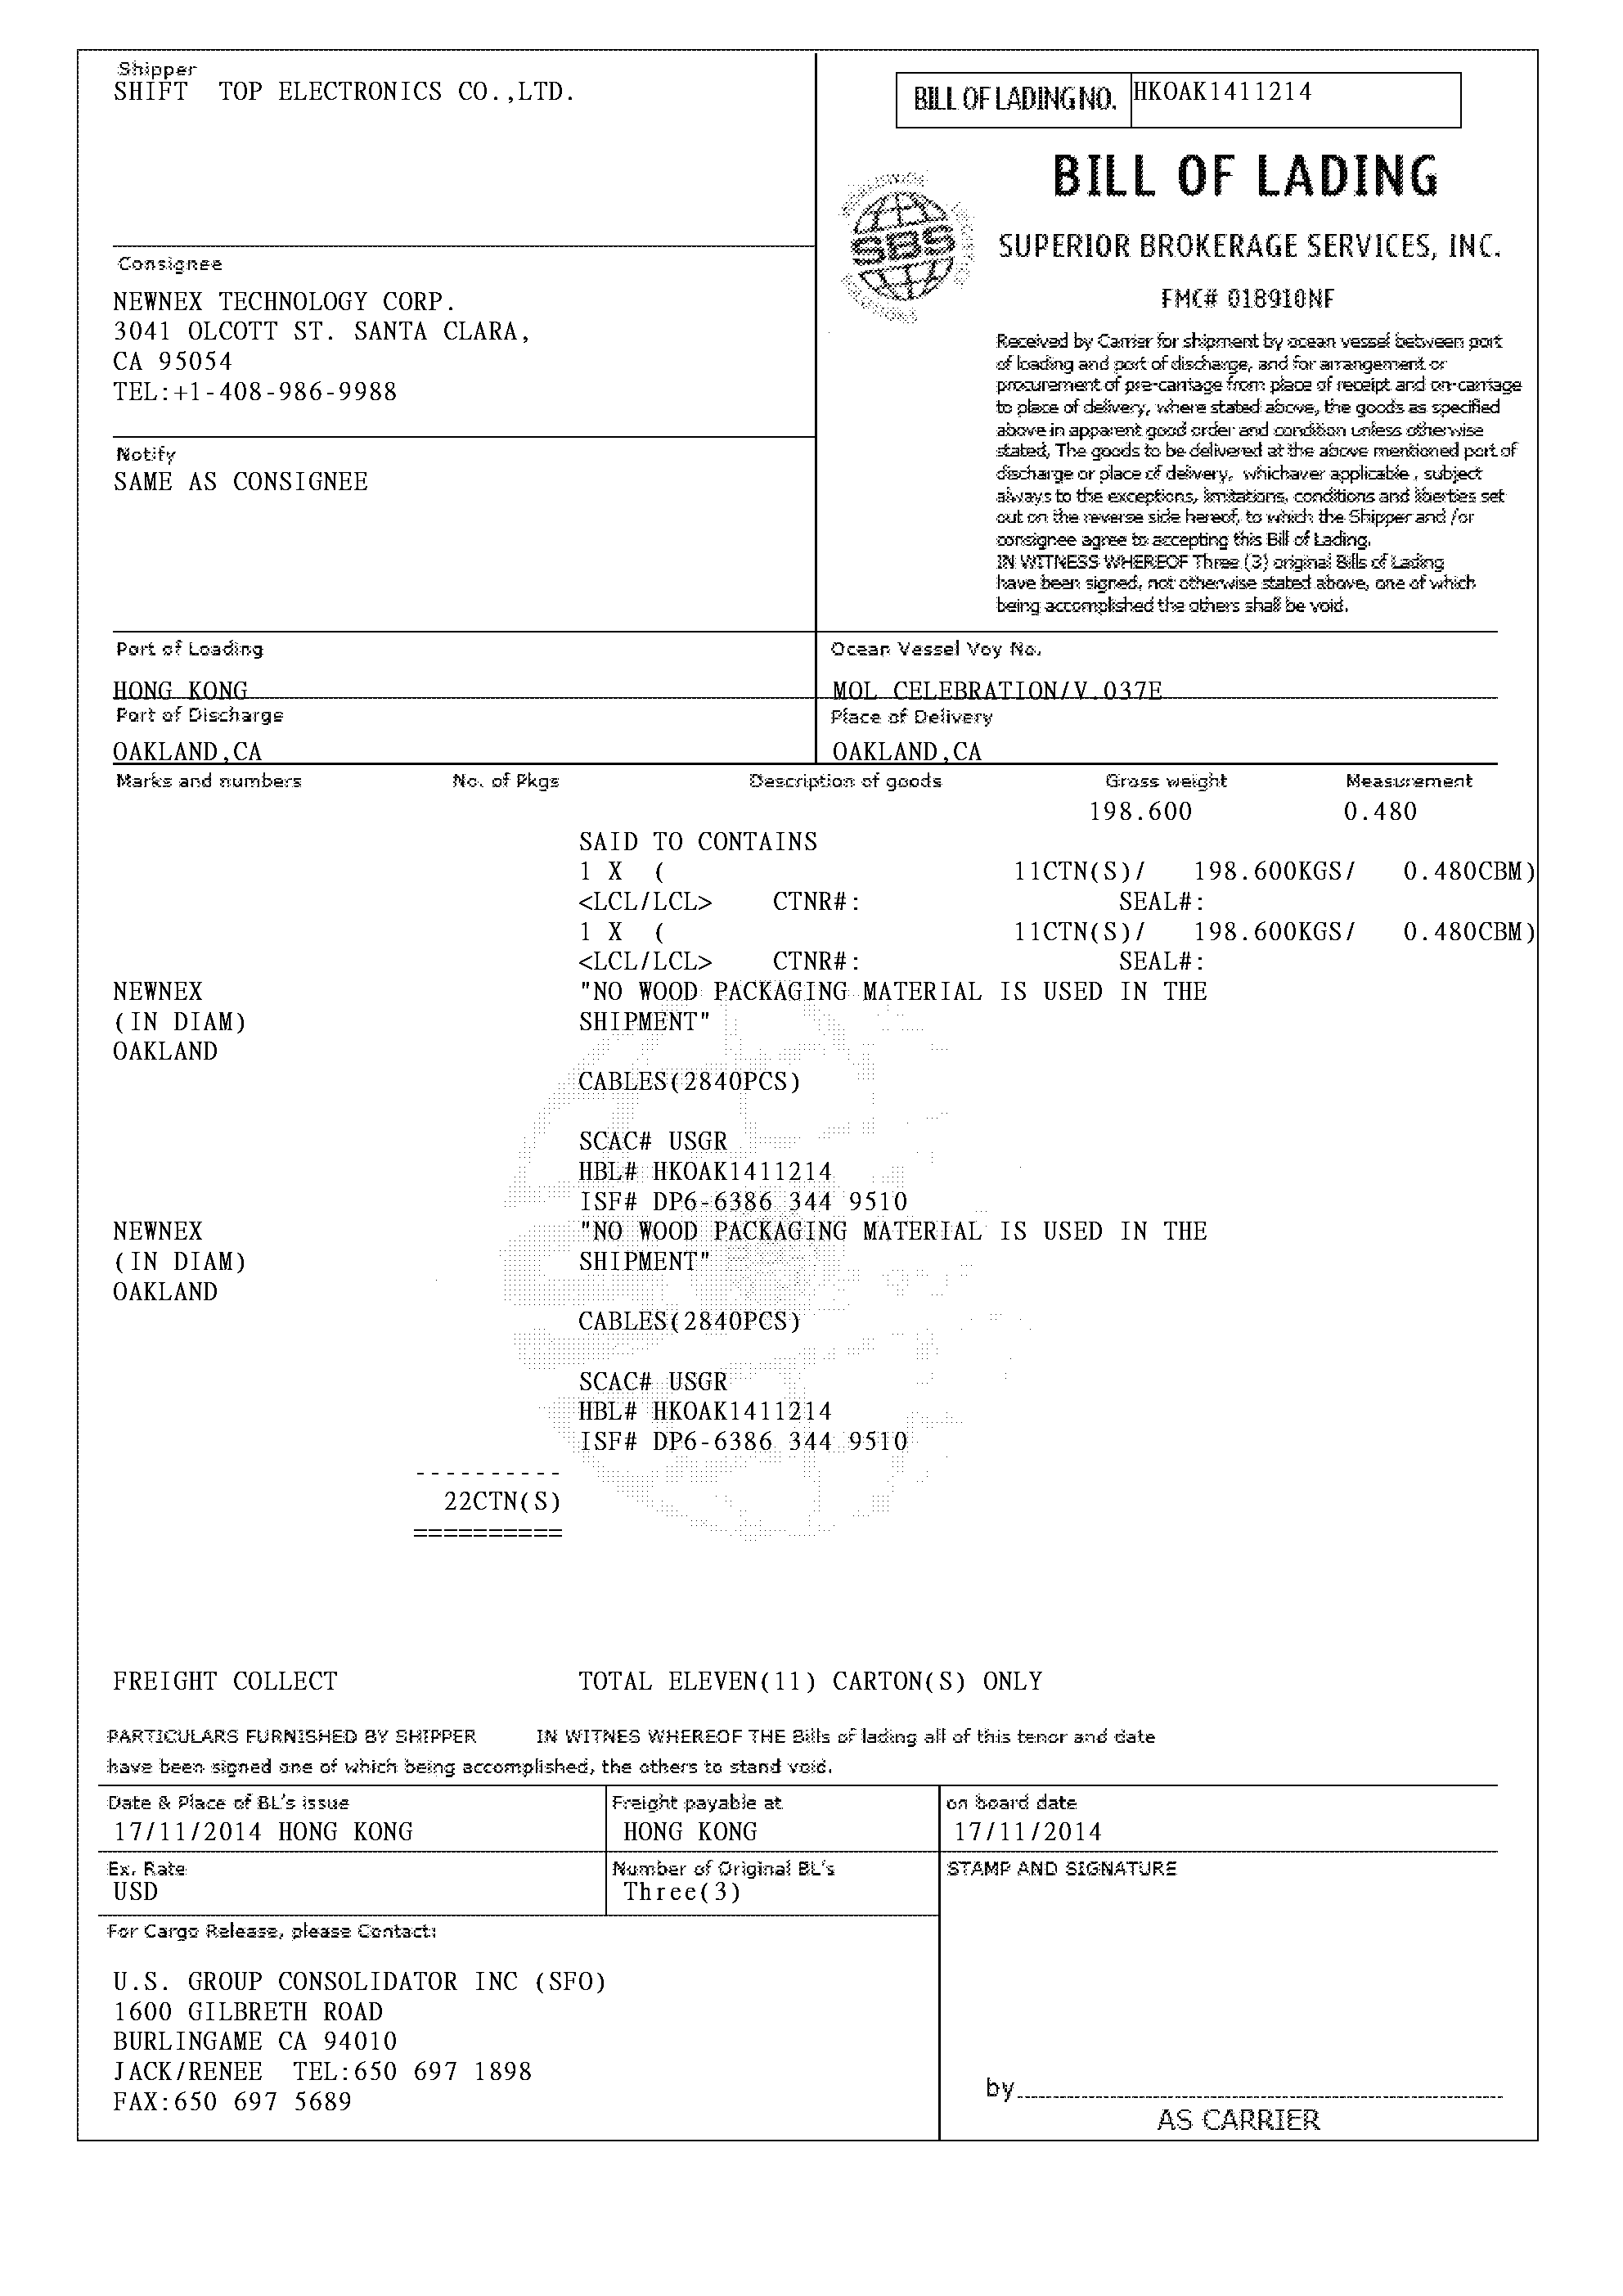 Shipper
SHIFT TOP ELECTRONICS CO.,LTD.
BILL OF LADING NO. HKOAK1411214
BILL OF LADING
SBS
SUPERIOR BROKERAGE SERVICES, INC.
FMC# 018910NF
Received by Carrier for shipment by ocean vessel between port
of loading and port of discharge, and for arrangement or
procurement of pre-carriage from place of receipt and on-carriage
to place of delivery, where stated above, the goods as specified
above in apparent good order and condition unless otherwise
stated, The goods to be delivered at the above mentioned port of
discharge or place of delivery, whichaver applicable , subject
always to the exceptions, limitations, conditions and liberties set
out on the reverse side hereof, to which the Shipper and /or
consignee agree to accepting this Bill of Lading.
IN WITNESS WHEREOF Three (3) original Bills of Lading
have been signed, not otherwise stated above, one of which
being accomplished the others shall be void.
Consignee
NEWNEX TECHNOLOGY CORP.
3041 OLCOTT ST. SANTA CLARA,
CA 95054
TEL:+1-408-986-9988
Notify
SAME AS CONSIGNEE
Port of Loading
HONG KONG
Ocean Vessel Voy No.
MOL CELEBRATION/V.037E
Port of Discharge
OAKLAND,CA
Place of Delivery
OAKLAND,CA
Marks and numbers No. of Pkgs Description of goods Gross weight Measurement
198.600 0.480
SAID TO CONTAINS
1 X ( 11CTN(S)/ 198.600KGS/ 0.480CBM)
<LCL/LCL> CTNR#: SEAL#:
1 X ( 11CTN(S)/ 198.600KGS/ 0.480CBM)
<LCL/LCL> CTNR#: SEAL#:
NEWNEX "NO WOOD PACKAGING MATERIAL IS USED IN THE
(IN DIAM) SHIPMENT"
OAKLAND
CABLES(2840PCS)
SCAC# USGR
HBL# HKOAK1411214
ISF# DP6-6386 344 9510
NEWNEX "NO WOOD PACKAGING MATERIAL IS USED IN THE
(IN DIAM) SHIPMENT"
OAKLAND
CABLES(2840PCS)
SCAC# USGR
HBL# HKOAK1411214
ISF# DP6-6386 344 9510
----------
22CTN(S)
==========
FREIGHT COLLECT TOTAL ELEVEN(11) CARTON(S) ONLY
PARTICULARS FURNISHED BY SHIPPER IN WITNES WHEREOF THE Bills of lading all of this tenor and date
have been signed one of which being accomplished, the others to stand void.
Date & Place of BL's issue
17/11/2014 HONG KONG
Freight payable at
HONG KONG
on board date
17/11/2014
Ex. Rate
USD
Number of Original BL's
Three(3)
STAMP AND SIGNATURE
For Cargo Release, please Contact:
U.S. GROUP CONSOLIDATOR INC (SFO)
1600 GILBRETH ROAD
BURLINGAME CA 94010
JACK/RENEE TEL:650 697 1898
FAX:650 697 5689
by
AS CARRIER